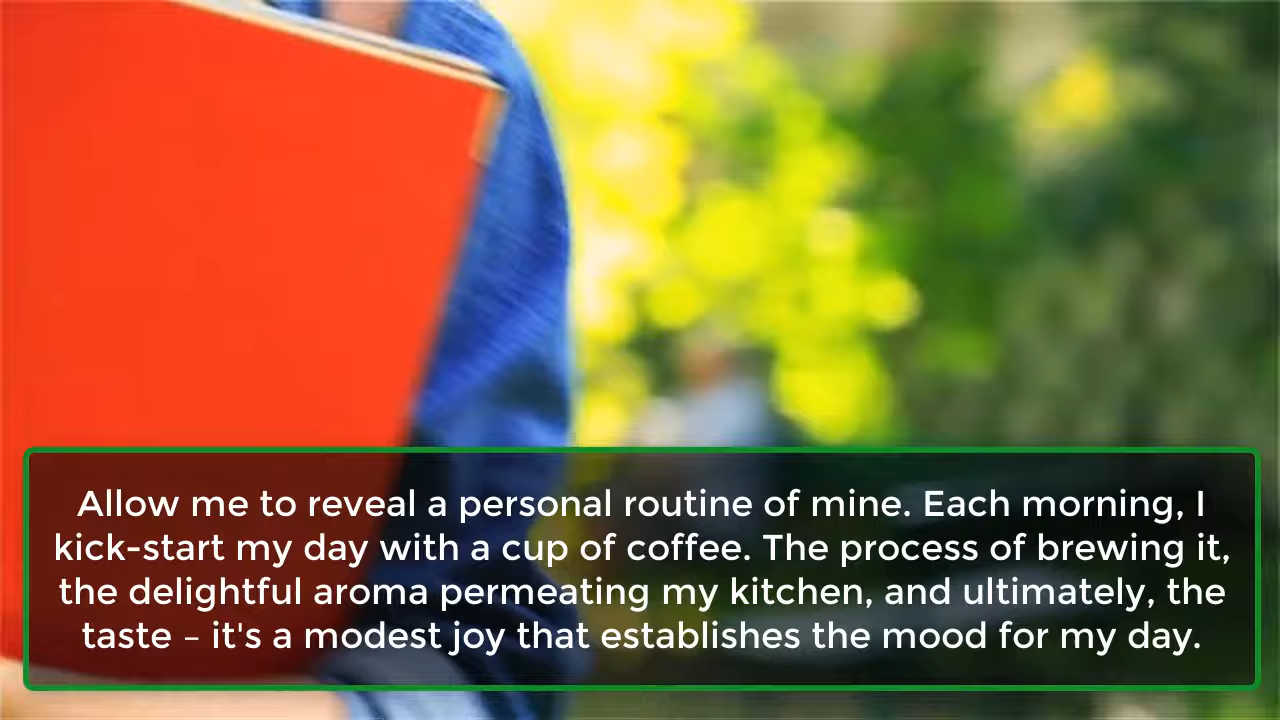 Allow me to reveal a personal routine of mine. Each morning, I
kick-start my day with a cup of coffee. The process of brewing it,
the delightful aroma permeating my kitchen, and ultimately, the
taste – it's a modest joy that establishes the mood for my day.